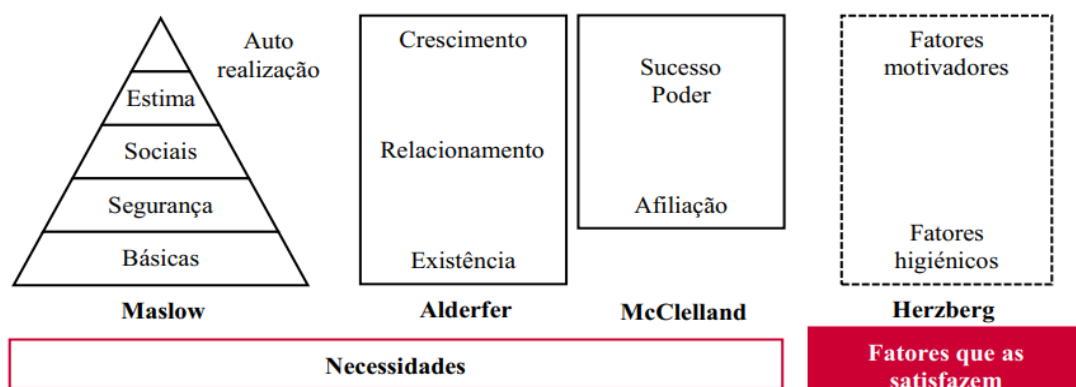 Auto
realização
Estima
Sociais
Segurança
Básicas
Maslow
Crescimento
Relacionamento
Existência
Alderfer
Sucesso
Poder
Afiliação
McClelland
Fatores
motivadores
Fatores
higiénicos
Herzberg
Necessidades
Fatores que as
satisfazem